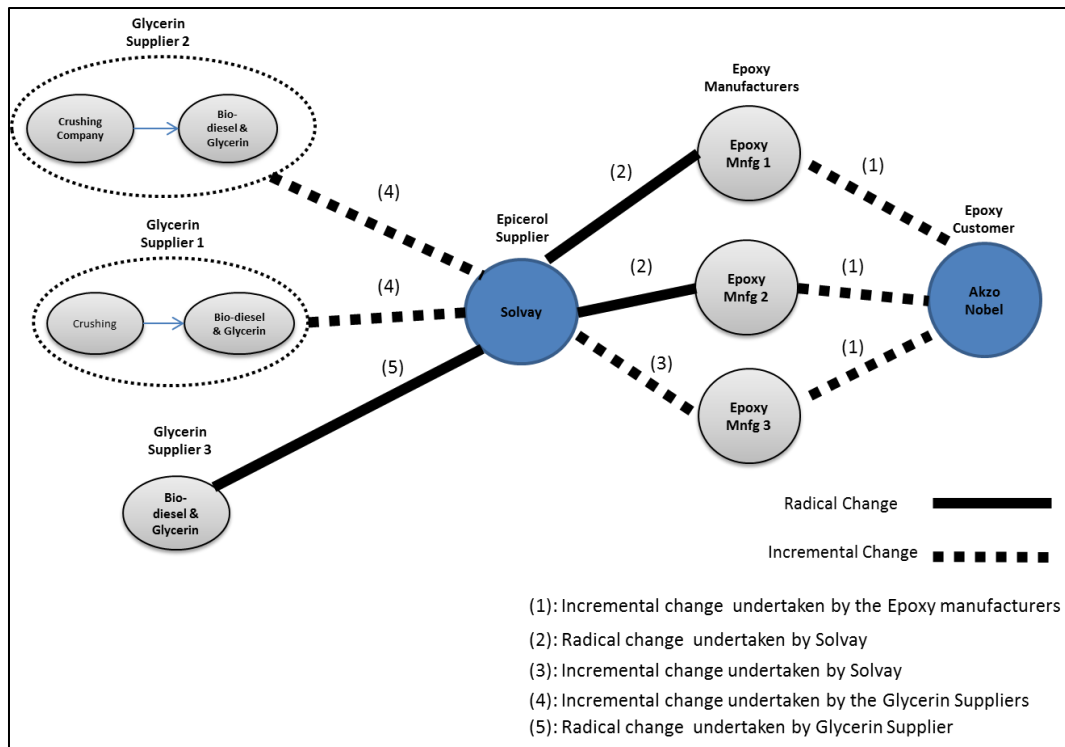 Glycerin
Supplier 2
Crushing
Company
Bio-
diesel &
Glycerin
(4)
Glycerin
Supplier 1
Crushing
Bio-diesel
& Glycerin
(4)
(5)
Glycerin
Supplier 3
Bio-
diesel &
Glycerin
Epicerol
Supplier
Solvay
(2)
(2)
(3)
Epoxy
Manufacturers
Epoxy
Mnfg 1
Epoxy
Mnfg 2
Epoxy
Mnfg 3
(1)
(1)
(1)
Epoxy
Customer
Akzo
Nobel
Radical Change
Incremental Change
(1): Incremental change undertaken by the Epoxy manufacturers
(2): Radical change undertaken by Solvay
(3): Incremental change undertaken by Solvay
(4): Incremental change undertaken by the Glycerin Suppliers
(5): Radical change undertaken by Glycerin Supplier